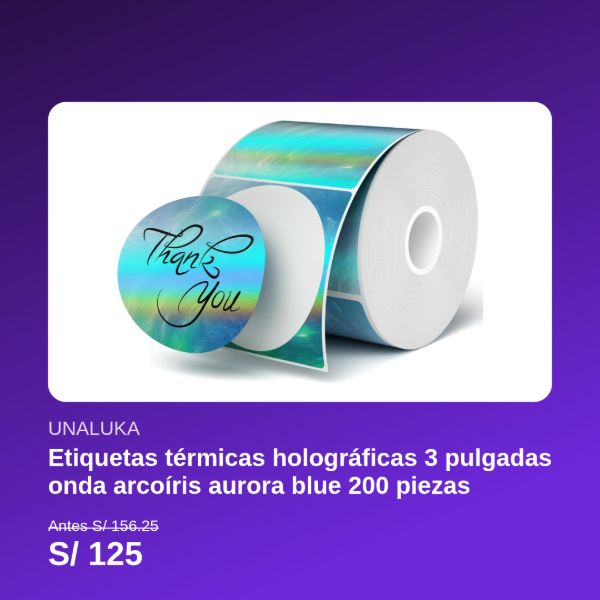 Thank
You
UNALUKA
Etiquetas térmicas holográficas 3 pulgadas
onda arcoíris aurora blue 200 piezas
Antes S/ 156.25
S/ 125